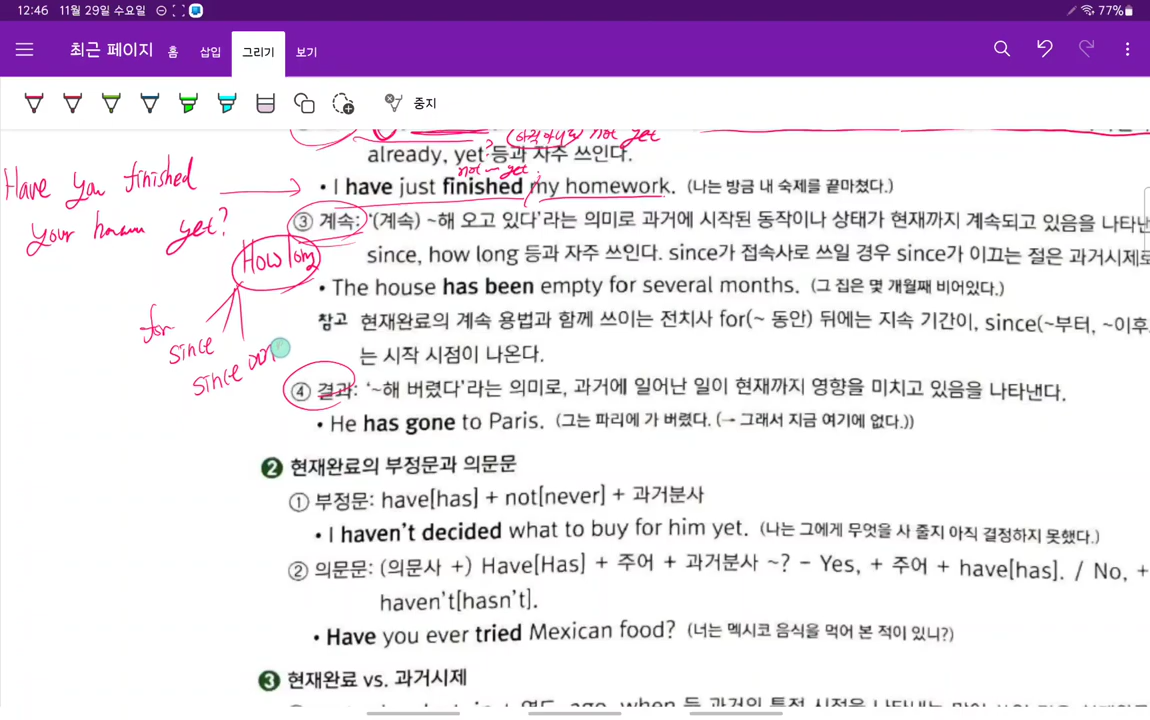 12:46 11월 29일 수요일 77%
최근 페이지 홈 삽입 그리기 보기
중지
(아직 not yet
already, yet? 등과 자주 쓰인다.
not ~ yet.
Have you finished
• I have just finished my homework. (나는 방금 내 숙제를 끝마쳤다.)
your yet?
③ 계속: ‘(계속) ~해 오고 있다’라는 의미로 과거에 시작된 동작이나 상태가 현재까지 계속되고 있음을 나타낸
How long
since, how long 등과 자주 쓰인다. since가 접속사로 쓰일 경우 since가 이끄는 절은 과거시제로
• The house has been empty for several months. (그 집은 몇 개월째 비어있다.)
for
참고 현재완료의 계속 용법과 함께 쓰이는 전치사 for(~ 동안) 뒤에는 지속 기간이, since(~부터, ~이후
since
는 시작 시점이 나온다.
since
④ 결과: ‘~해 버렸다’라는 의미로, 과거에 일어난 일이 현재까지 영향을 미치고 있음을 나타낸다.
• He has gone to Paris. (그는 파리에 가 버렸다. (→ 그래서 지금 여기에 없다.))
2 현재완료의 부정문과 의문문
① 부정문: have[has] + not[never] + 과거분사
• I haven’t decided what to buy for him yet. (나는 그에게 무엇을 사 줄지 아직 결정하지 못했다.)
② 의문문: (의문사 +) Have[Has] + 주어 + 과거분사 ~? – Yes, + 주어 + have[has]. / No, +
haven’t[hasn’t].
• Have you ever tried Mexican food? (너는 멕시코 음식을 먹어 본 적이 있니?)
3 현재완료 vs. 과거시제
연도, ago, when 등 과거의 특정 시점을 나타내는